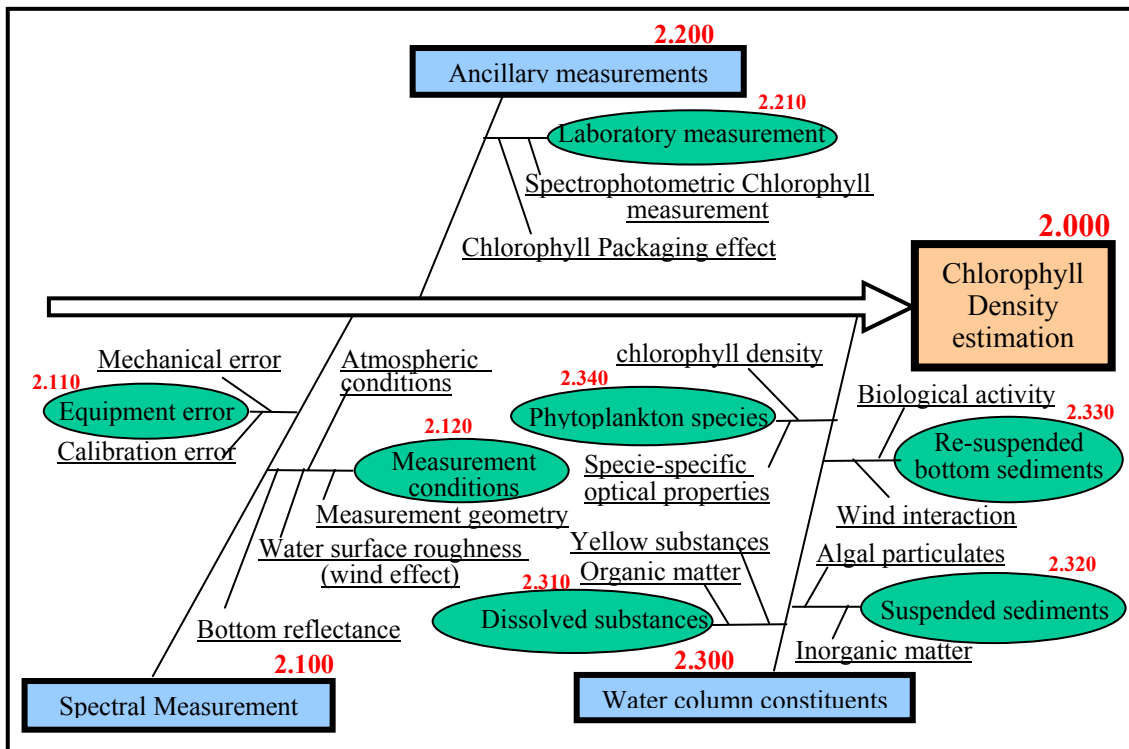 2.200
Ancillary measurements
2.210
Laboratory measurement
Spectrophotometric Chlorophyll
measurement
Chlorophyll Packaging effect
2.000
Chlorophyll
Density
estimation
Mechanical error
2.110
Equipment error
Calibration error
Atmospheric
conditions
2.120
Measurement
conditions
Measurement geometry
Water surface roughness
(wind effect)
Bottom reflectance
2.100
Spectral Measurement
chlorophyll density
2.340
Phytoplankton species
Specie-specific
optical properties
Biological activity
2.330
Re-suspended
bottom sediments
Wind interaction
Yellow substances
Organic matter
2.310
Dissolved substances
Algal particulates
2.320
Suspended sediments
Inorganic matter
2.300
Water column constituents